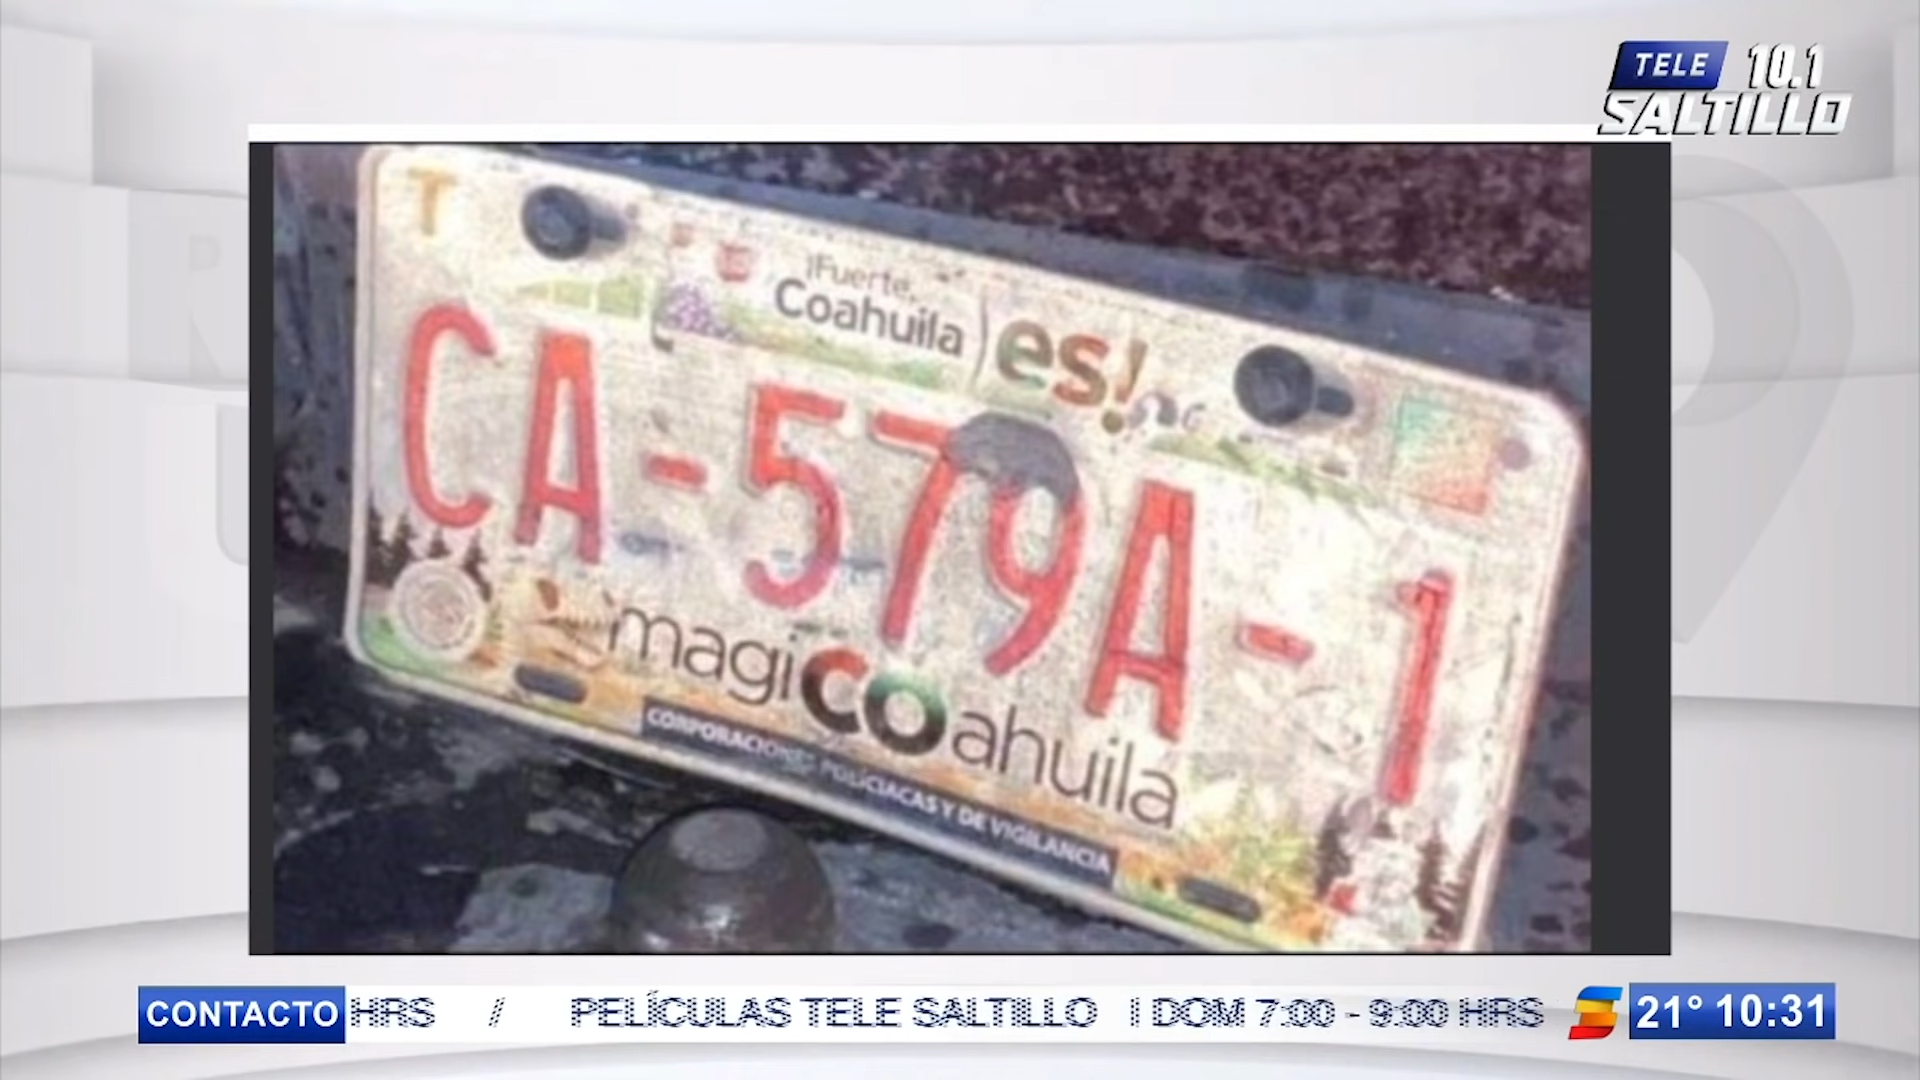 TELE 10.1
SALTILLO
T
¡Fuerte,
Coahuila es!
CA-579A-1
magiCOahuila
CORPORACIONES POLICÍACAS Y DE VIGILANCIA
CONTACTO HRS / PELÍCULAS TELE SALTILLO I DOM 7:00 - 9:00 HRS 21° 10:31